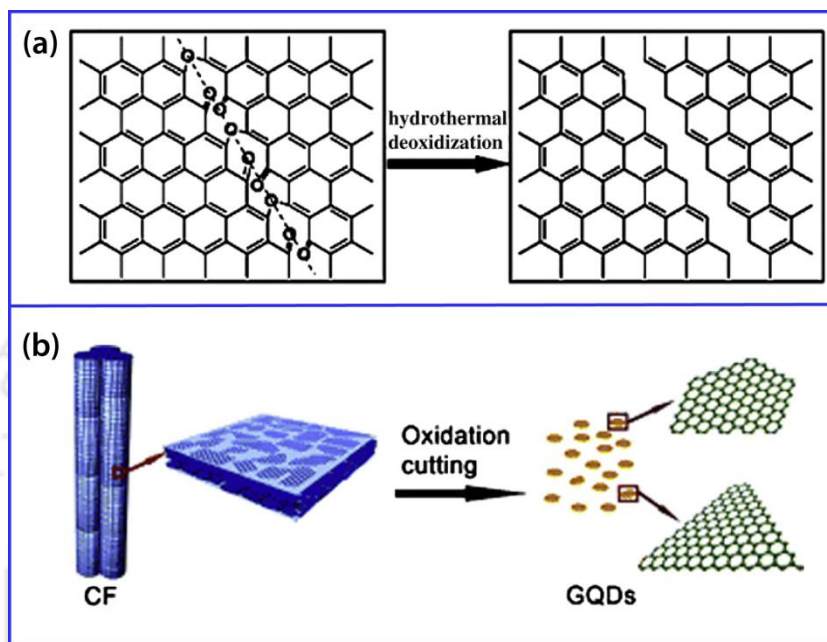 (a)
hydrothermal
deoxidization
(b)
Oxidation
cutting
CF
GQDs